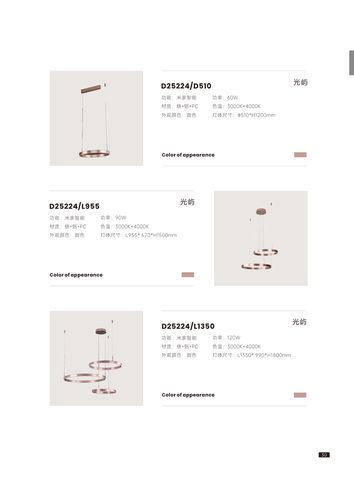 D25224/D510
光屿
功能：米家智能 功率：60W
材质：铁+铝+PC 色温：3000K+4000K
外观颜色：咖色 灯体尺寸：Φ510*H1200mm
Color of appearance
D25224/L955
光屿
功能：米家智能 功率：90W
材质：铁+铝+PC 色温：3000K+4000K
外观颜色：咖色 灯体尺寸：L955*670*H1500mm
Color of appearance
D25224/L1350
光屿
功能：米家智能 功率：120W
材质：铁+铝+PC 色温：3000K+4000K
外观颜色：咖色 灯体尺寸：L1350*990*H1800mm
Color of appearance